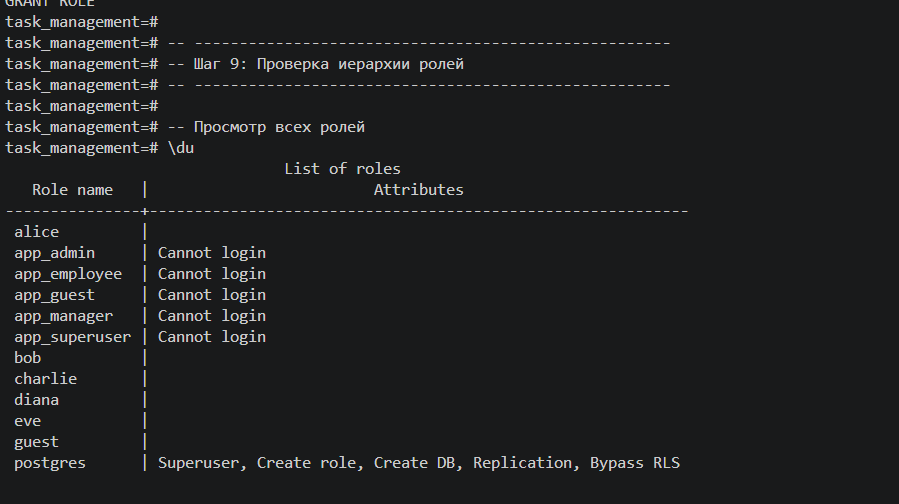 GRANT ROLE
task_management=#
task_management=# -- ----------------------------------------------------
task_management=# -- Шаг 9: Проверка иерархии ролей
task_management=# -- ----------------------------------------------------
task_management=#
task_management=# -- Просмотр всех ролей
task_management=# \du
List of roles
Role name | Attributes
---------------+------------------------------------------------------------
alice |
app_admin | Cannot login
app_employee | Cannot login
app_guest | Cannot login
app_manager | Cannot login
app_superuser | Cannot login
bob |
charlie |
diana |
eve |
guest |
postgres | Superuser, Create role, Create DB, Replication, Bypass RLS